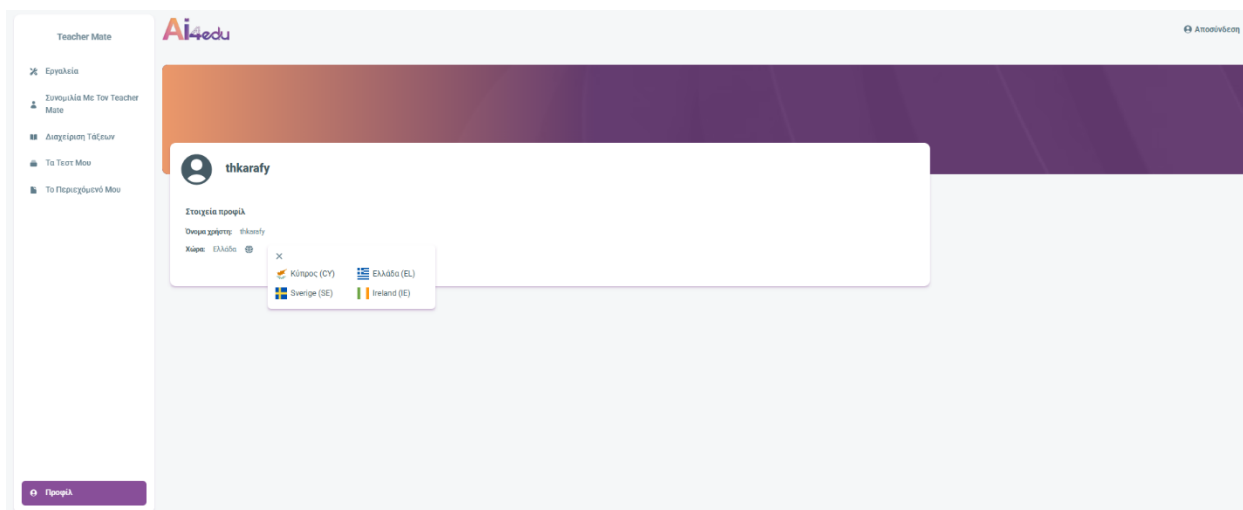 Teacher Mate
Εργαλεία
Συνομιλία Με Τον Teacher
Mate
Διαχείριση Τάξεων
Τα Τεστ Μου
Το Περιεχόμενό Μου
Προφίλ
Ai4edu
Αποσύνδεση
thkarafy
Στοιχεία προφίλ
Όνομα χρήστη: thkarafy
Χώρα: Ελλάδα
×
Κύπρος (CY) Ελλάδα (EL)
Sverige (SE) Ireland (IE)